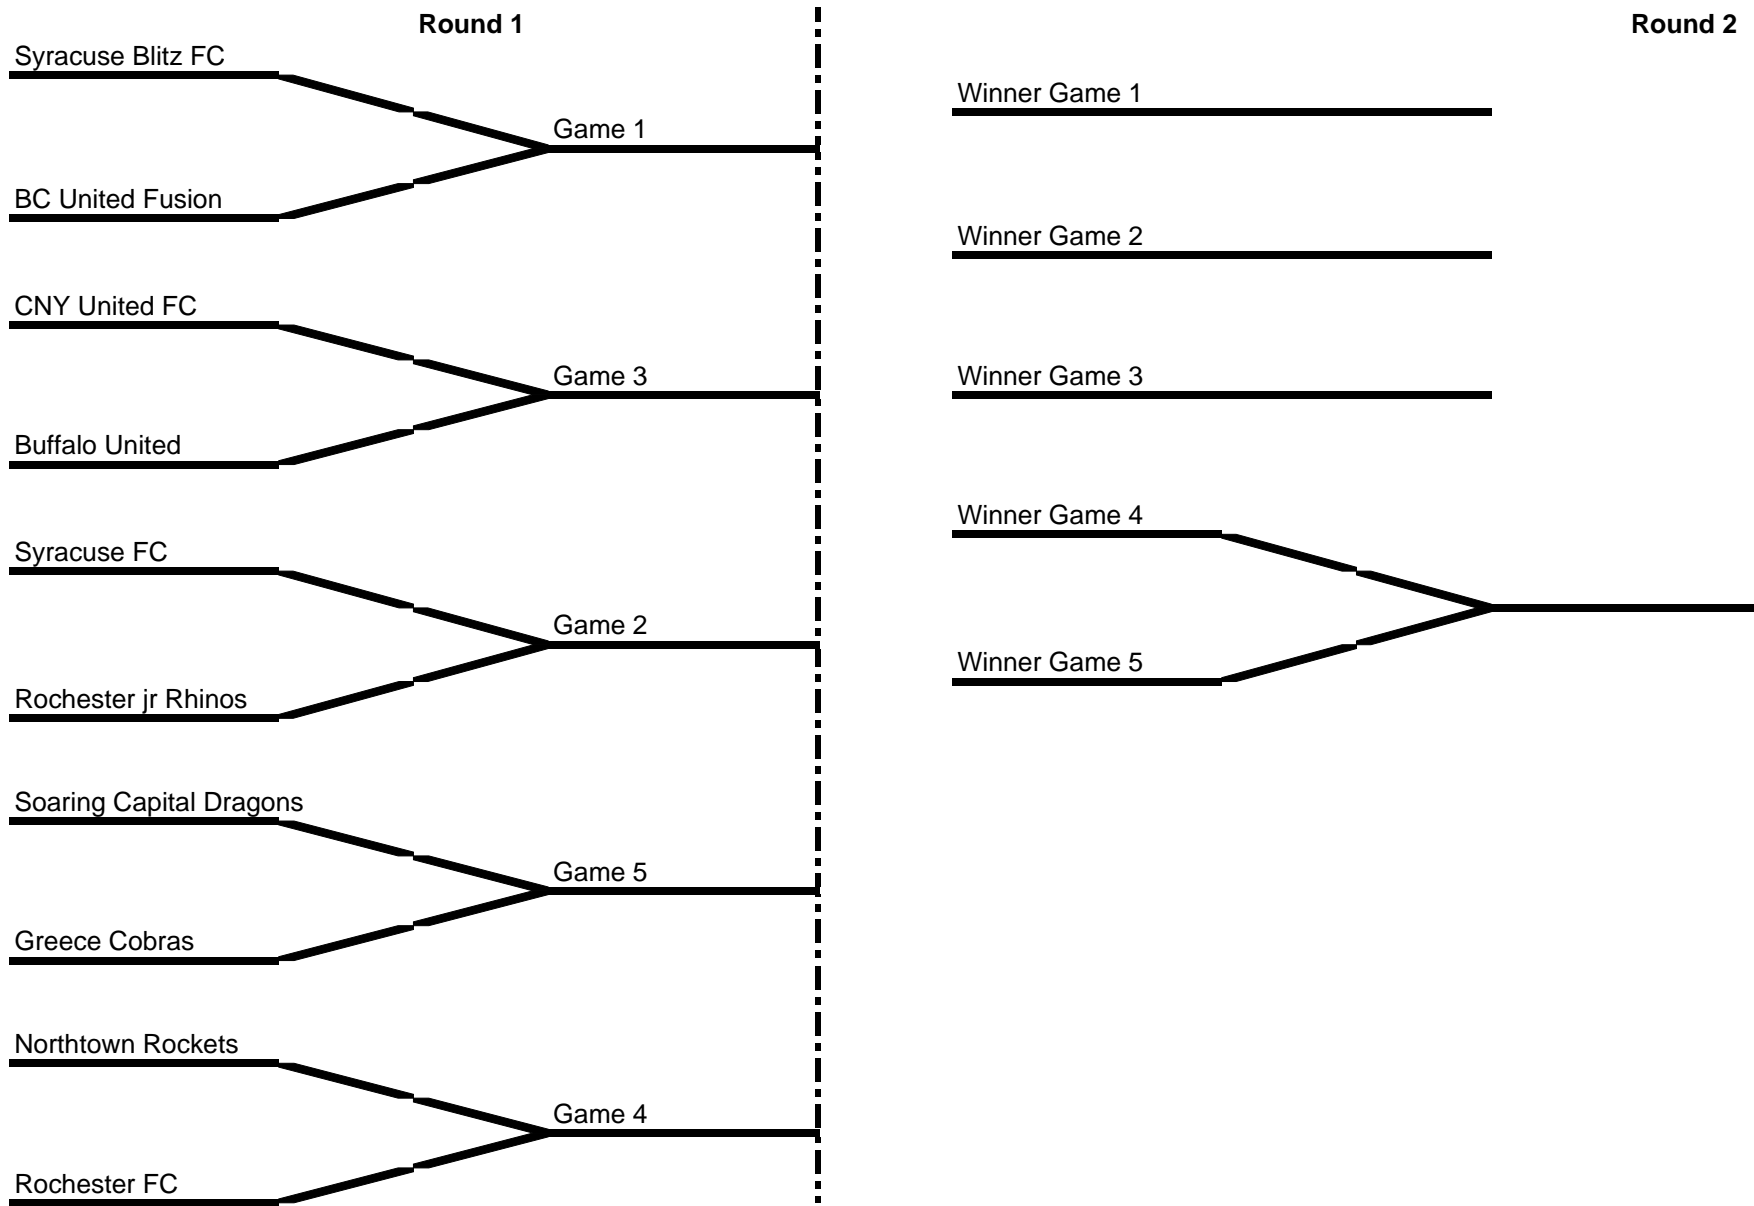 Round 1
Syracuse Blitz FC
Game 1
BC United Fusion
CNY United FC
Game 3
Buffalo United
Syracuse FC
Game 2
Rochester jr Rhinos
Soaring Capital Dragons
Game 5
Greece Cobras
Northtown Rockets
Game 4
Rochester FC
Round 2
Winner Game 1
Winner Game 2
Winner Game 3
Winner Game 4
Winner Game 5